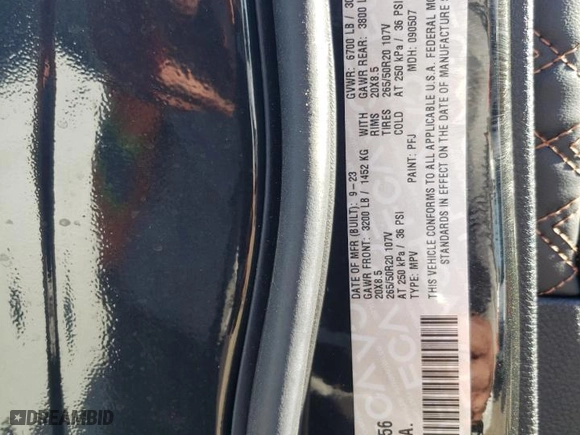 DATE OF MFR (BUILT): 9-23 GVWR: 6700 LB / 30
GAWR FRONT: 3200 LB / 1452 KG WITH GAWR REAR: 3800 L
20X8.5 RIMS 20X8.5
265/50R20 107V TIRES 265/50R20 107V
AT 250 kPa / 36 PSI COLD AT 250 kPa / 36 PSI
TYPE: MPV PAINT: PFJ MDH: 090507
THIS VEHICLE CONFORMS TO ALL APPLICABLE U.S.A. FEDERAL MO
STANDARDS IN EFFECT ON THE DATE OF MANUFACTURE
56
A.
DREAMBID